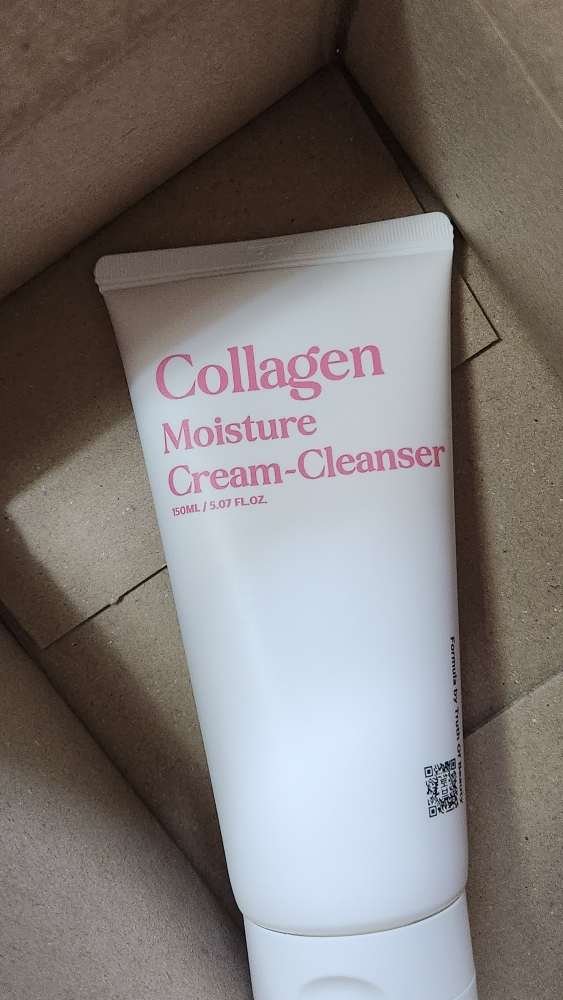 Collagen
Moisture
Cream-Cleanser
150ML / 5.07 FL.OZ.
Formula by Truth Of Beauty